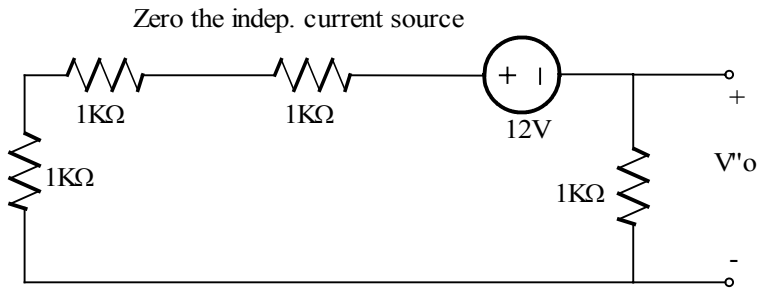 Zero the indep. current source
+ −
1KΩ
1KΩ
12V
+
1KΩ
1KΩ
V"o
-